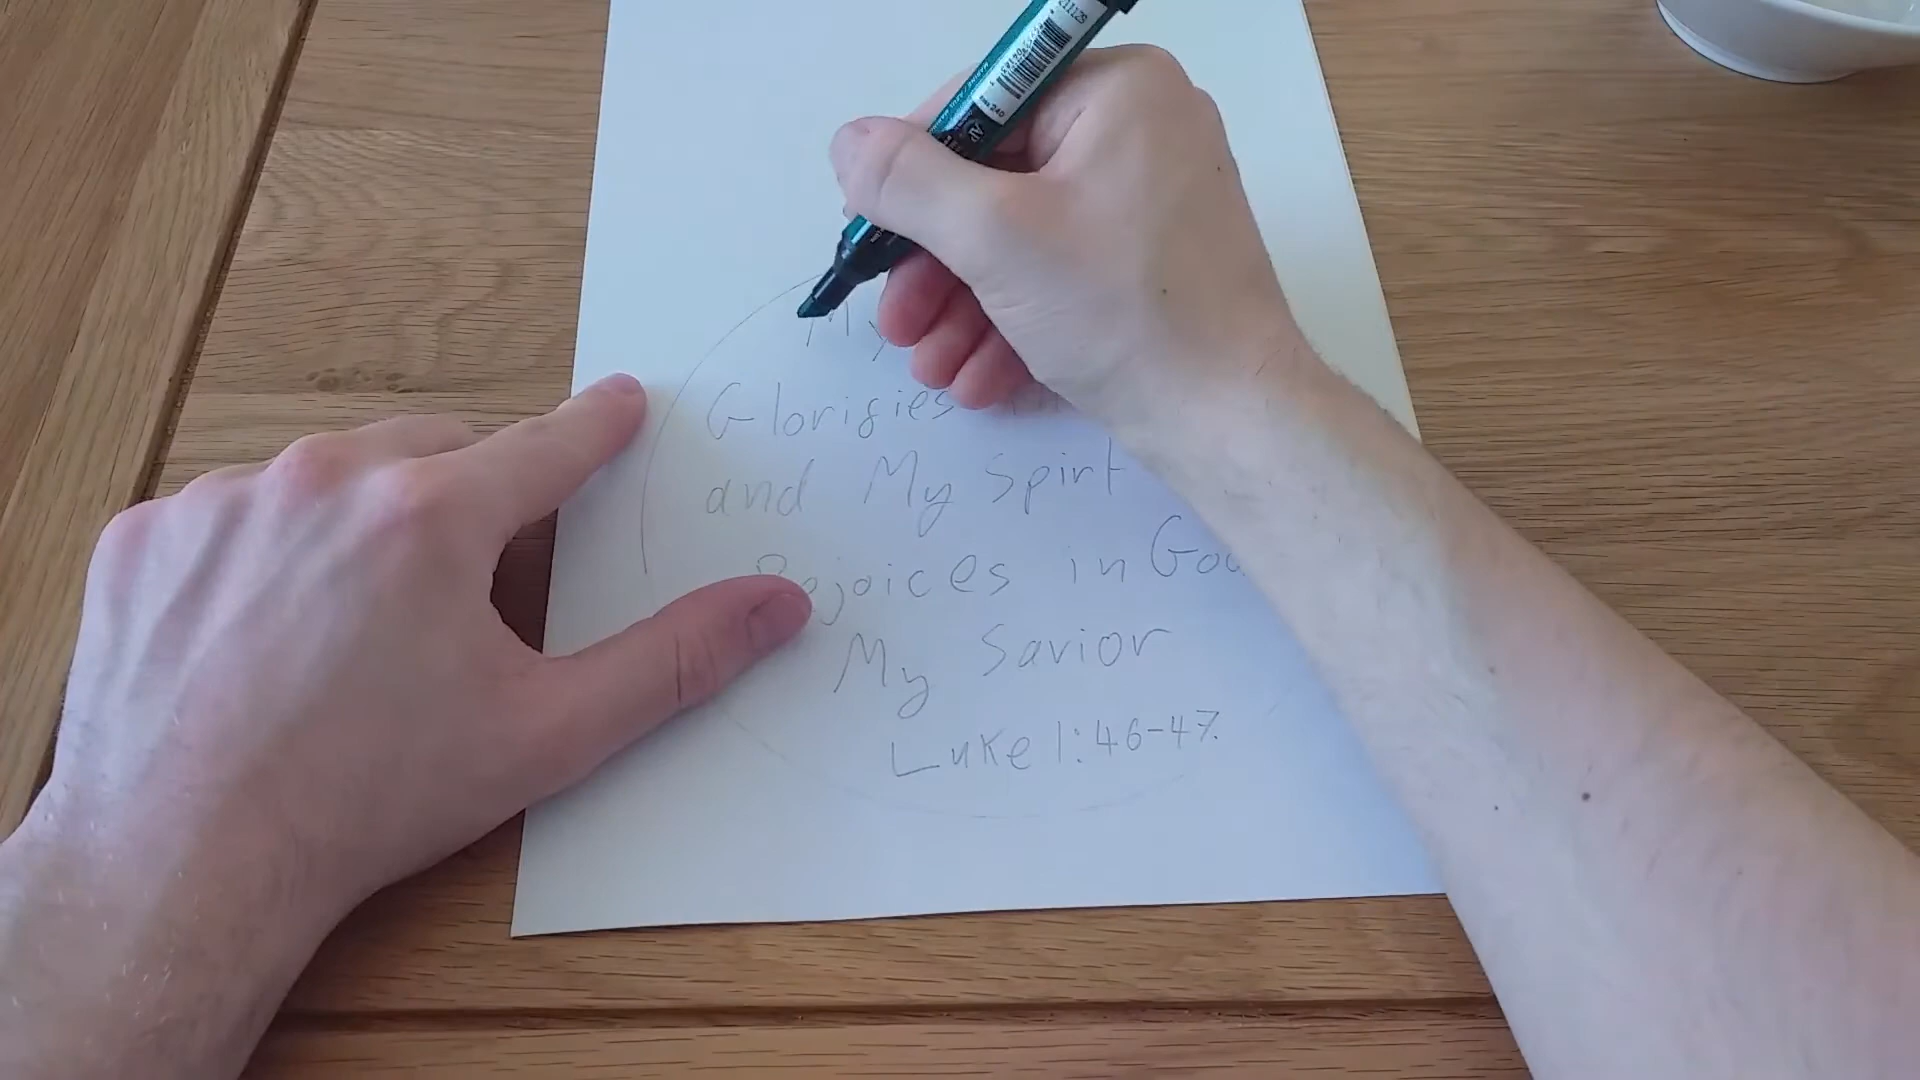 My
Glorifies
and My Spirt
Rejoices in God
My Savior
Luke 1:46-47.